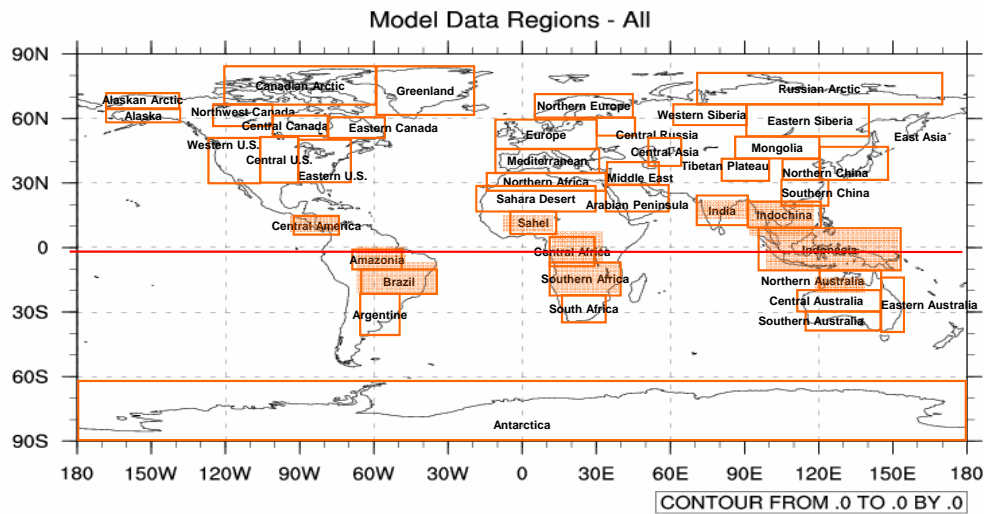 Model Data Regions - All
90N
60N
30N
0
30S
60S
90S
Canadian Arctic
Greenland
Russian Arctic
Alaskan Arctic
Alaska
Northwest Canada
Central Canada
Eastern Canada
Northern Europe
Western Siberia
Eastern Siberia
Europe
Central Russia
East Asia
Western U.S.
Central U.S.
Eastern U.S.
Mediterranean
Central Asia
Mongolia
Tibetan Plateau
Northern China
Northern Africa
Middle East
Sahara Desert
Arabian Peninsula
Southern China
Central America
Sahel
India
Indochina
Amazonia
Central Africa
Indonesia
Brazil
Southern Africa
Northern Australia
Argentine
South Africa
Central Australia
Eastern Australia
Southern Australia
Antarctica
180 150W 120W 90W 60W 30W 0 30E 60E 90E 120E 150E 180
CONTOUR FROM .0 TO .0 BY .0